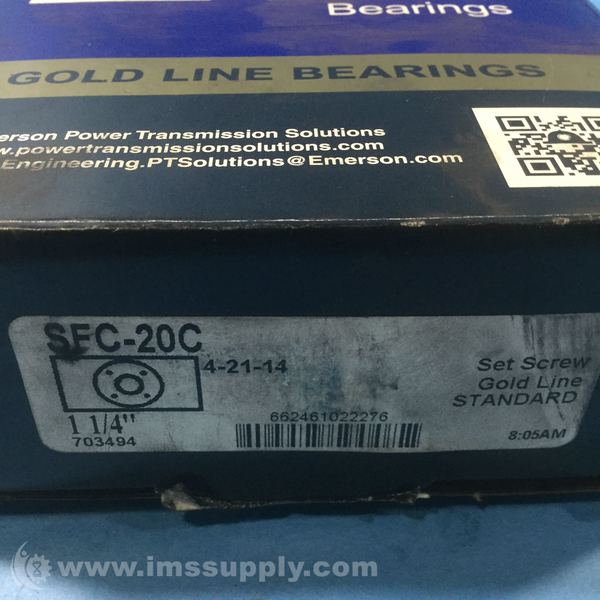 Bearings
GOLD LINE BEARINGS
erson Power Transmission Solutions
w.powertransmissionsolutions.com
Engineering.PTSolutions@Emerson.com
SFC-20C
4-21-14
1 1/4"
703494
662461022276
Set Screw
Gold Line
STANDARD
8:05AM
www.imssupply.com